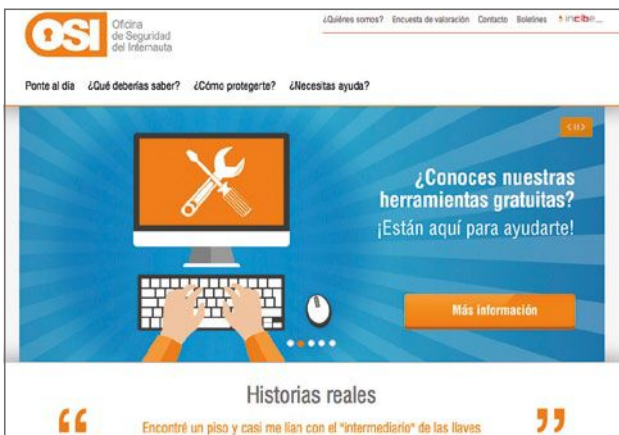 OSI
Oficina
de Seguridad
del Internauta
¿Quiénes somos? Encuesta de valoración Contacto Boletines incibe_
Ponte al día ¿Qué deberías saber? ¿Cómo protegerte? ¿Necesitas ayuda?
¿Conoces nuestras
herramientas gratuitas?
¡Están aquí para ayudarte!
Más información
Historias reales
“ Encontré un piso y casi me lían con el "intermediario" de las llaves ”